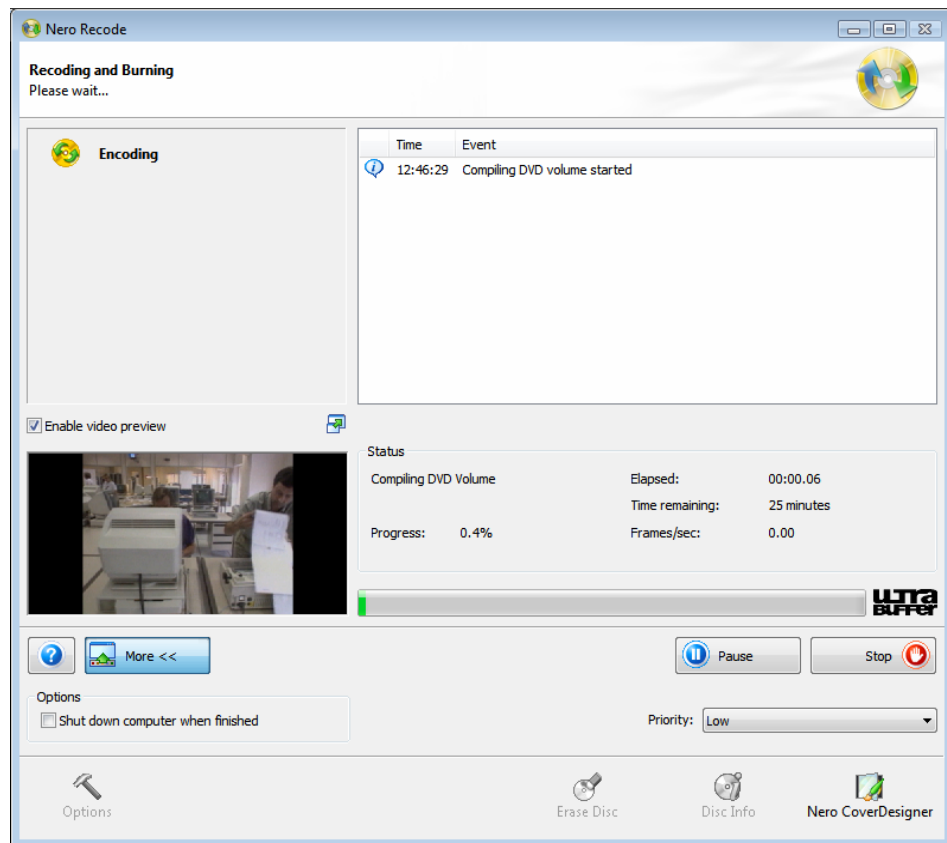 Nero Recode
Recoding and Burning
Please wait...
Encoding
Time Event
12:46:29 Compiling DVD volume started
Enable video preview
Status
Compiling DVD Volume Elapsed: 00:00.06
Time remaining: 25 minutes
Progress: 0.4% Frames/sec: 0.00
ULTRA
BUFFER
? More << Pause Stop
Options
Shut down computer when finished
Priority: Low
Options Erase Disc Disc Info Nero CoverDesigner